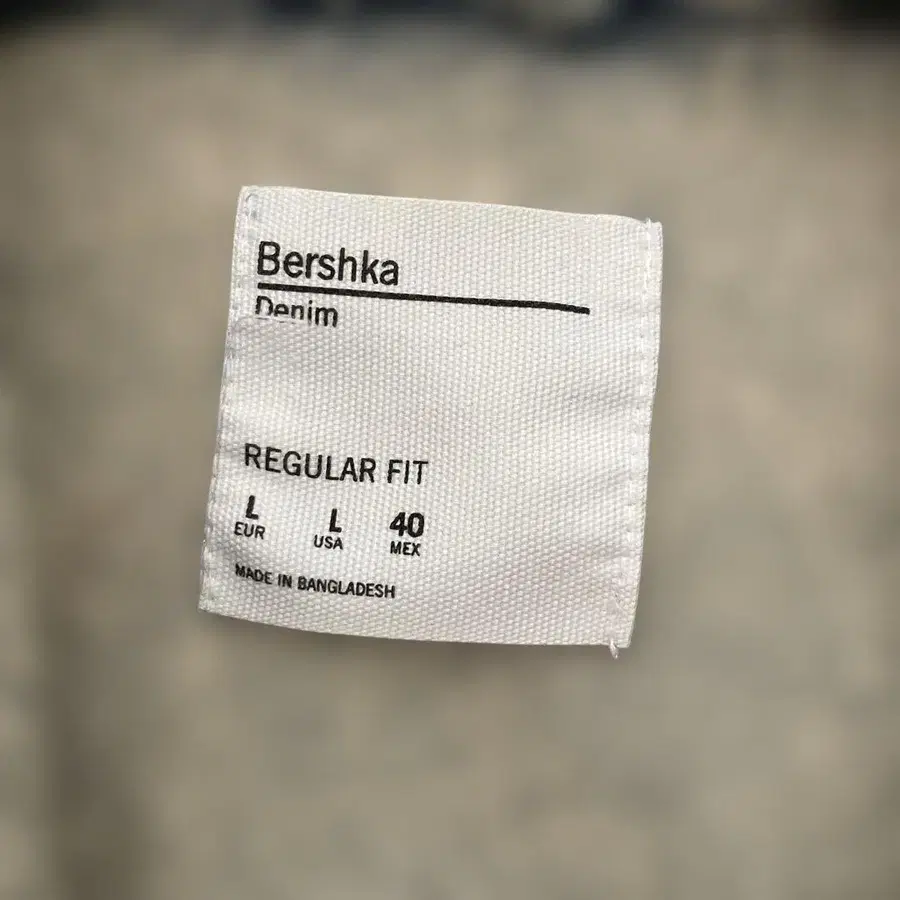 Bershka
Denim
REGULAR FIT
L L 40
EUR USA MEX
MADE IN BANGLADESH